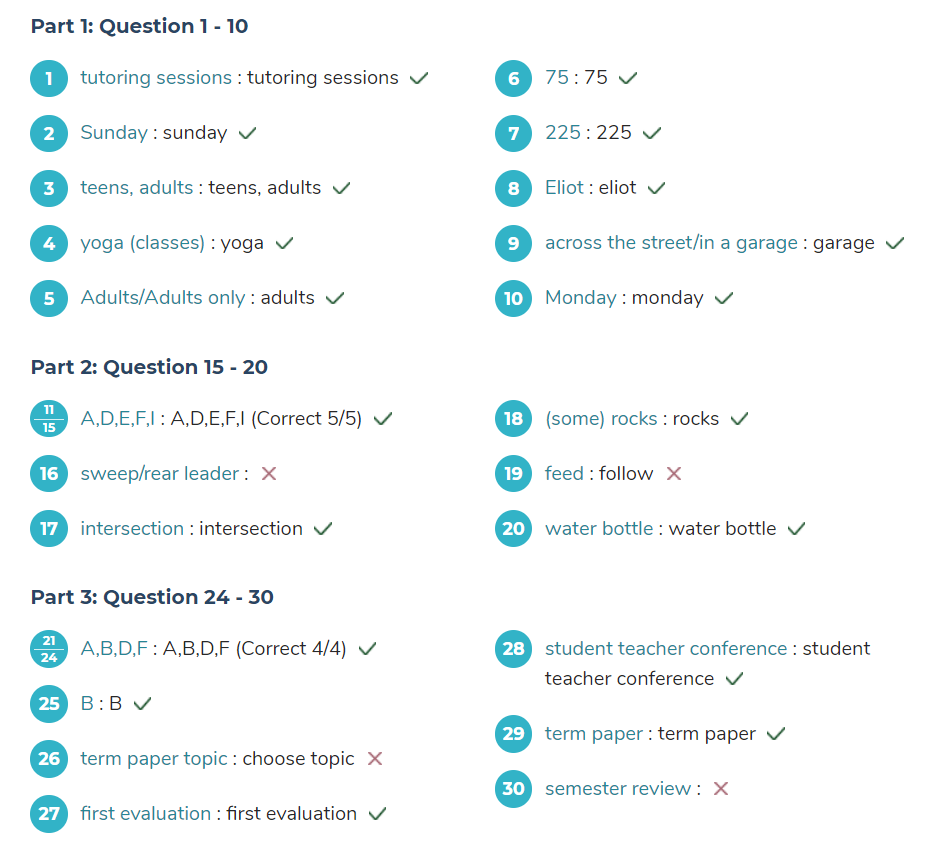 Part 1: Question 1 - 10
1 tutoring sessions : tutoring sessions
2 Sunday : sunday
3 teens, adults : teens, adults
4 yoga (classes) : yoga
5 Adults/Adults only : adults
6 75 : 75
7 225 : 225
8 Eliot : eliot
9 across the street/in a garage : garage
10 Monday : monday
Part 2: Question 15 - 20
11
15
A,D,E,F,I : A,D,E,F,I (Correct 5/5)
16 sweep/rear leader :
17 intersection : intersection
18 (some) rocks : rocks
19 feed : follow
20 water bottle : water bottle
Part 3: Question 24 - 30
21
24
A,B,D,F : A,B,D,F (Correct 4/4)
25 B : B
26 term paper topic : choose topic
27 first evaluation : first evaluation
28 student teacher conference : student
teacher conference
29 term paper : term paper
30 semester review :